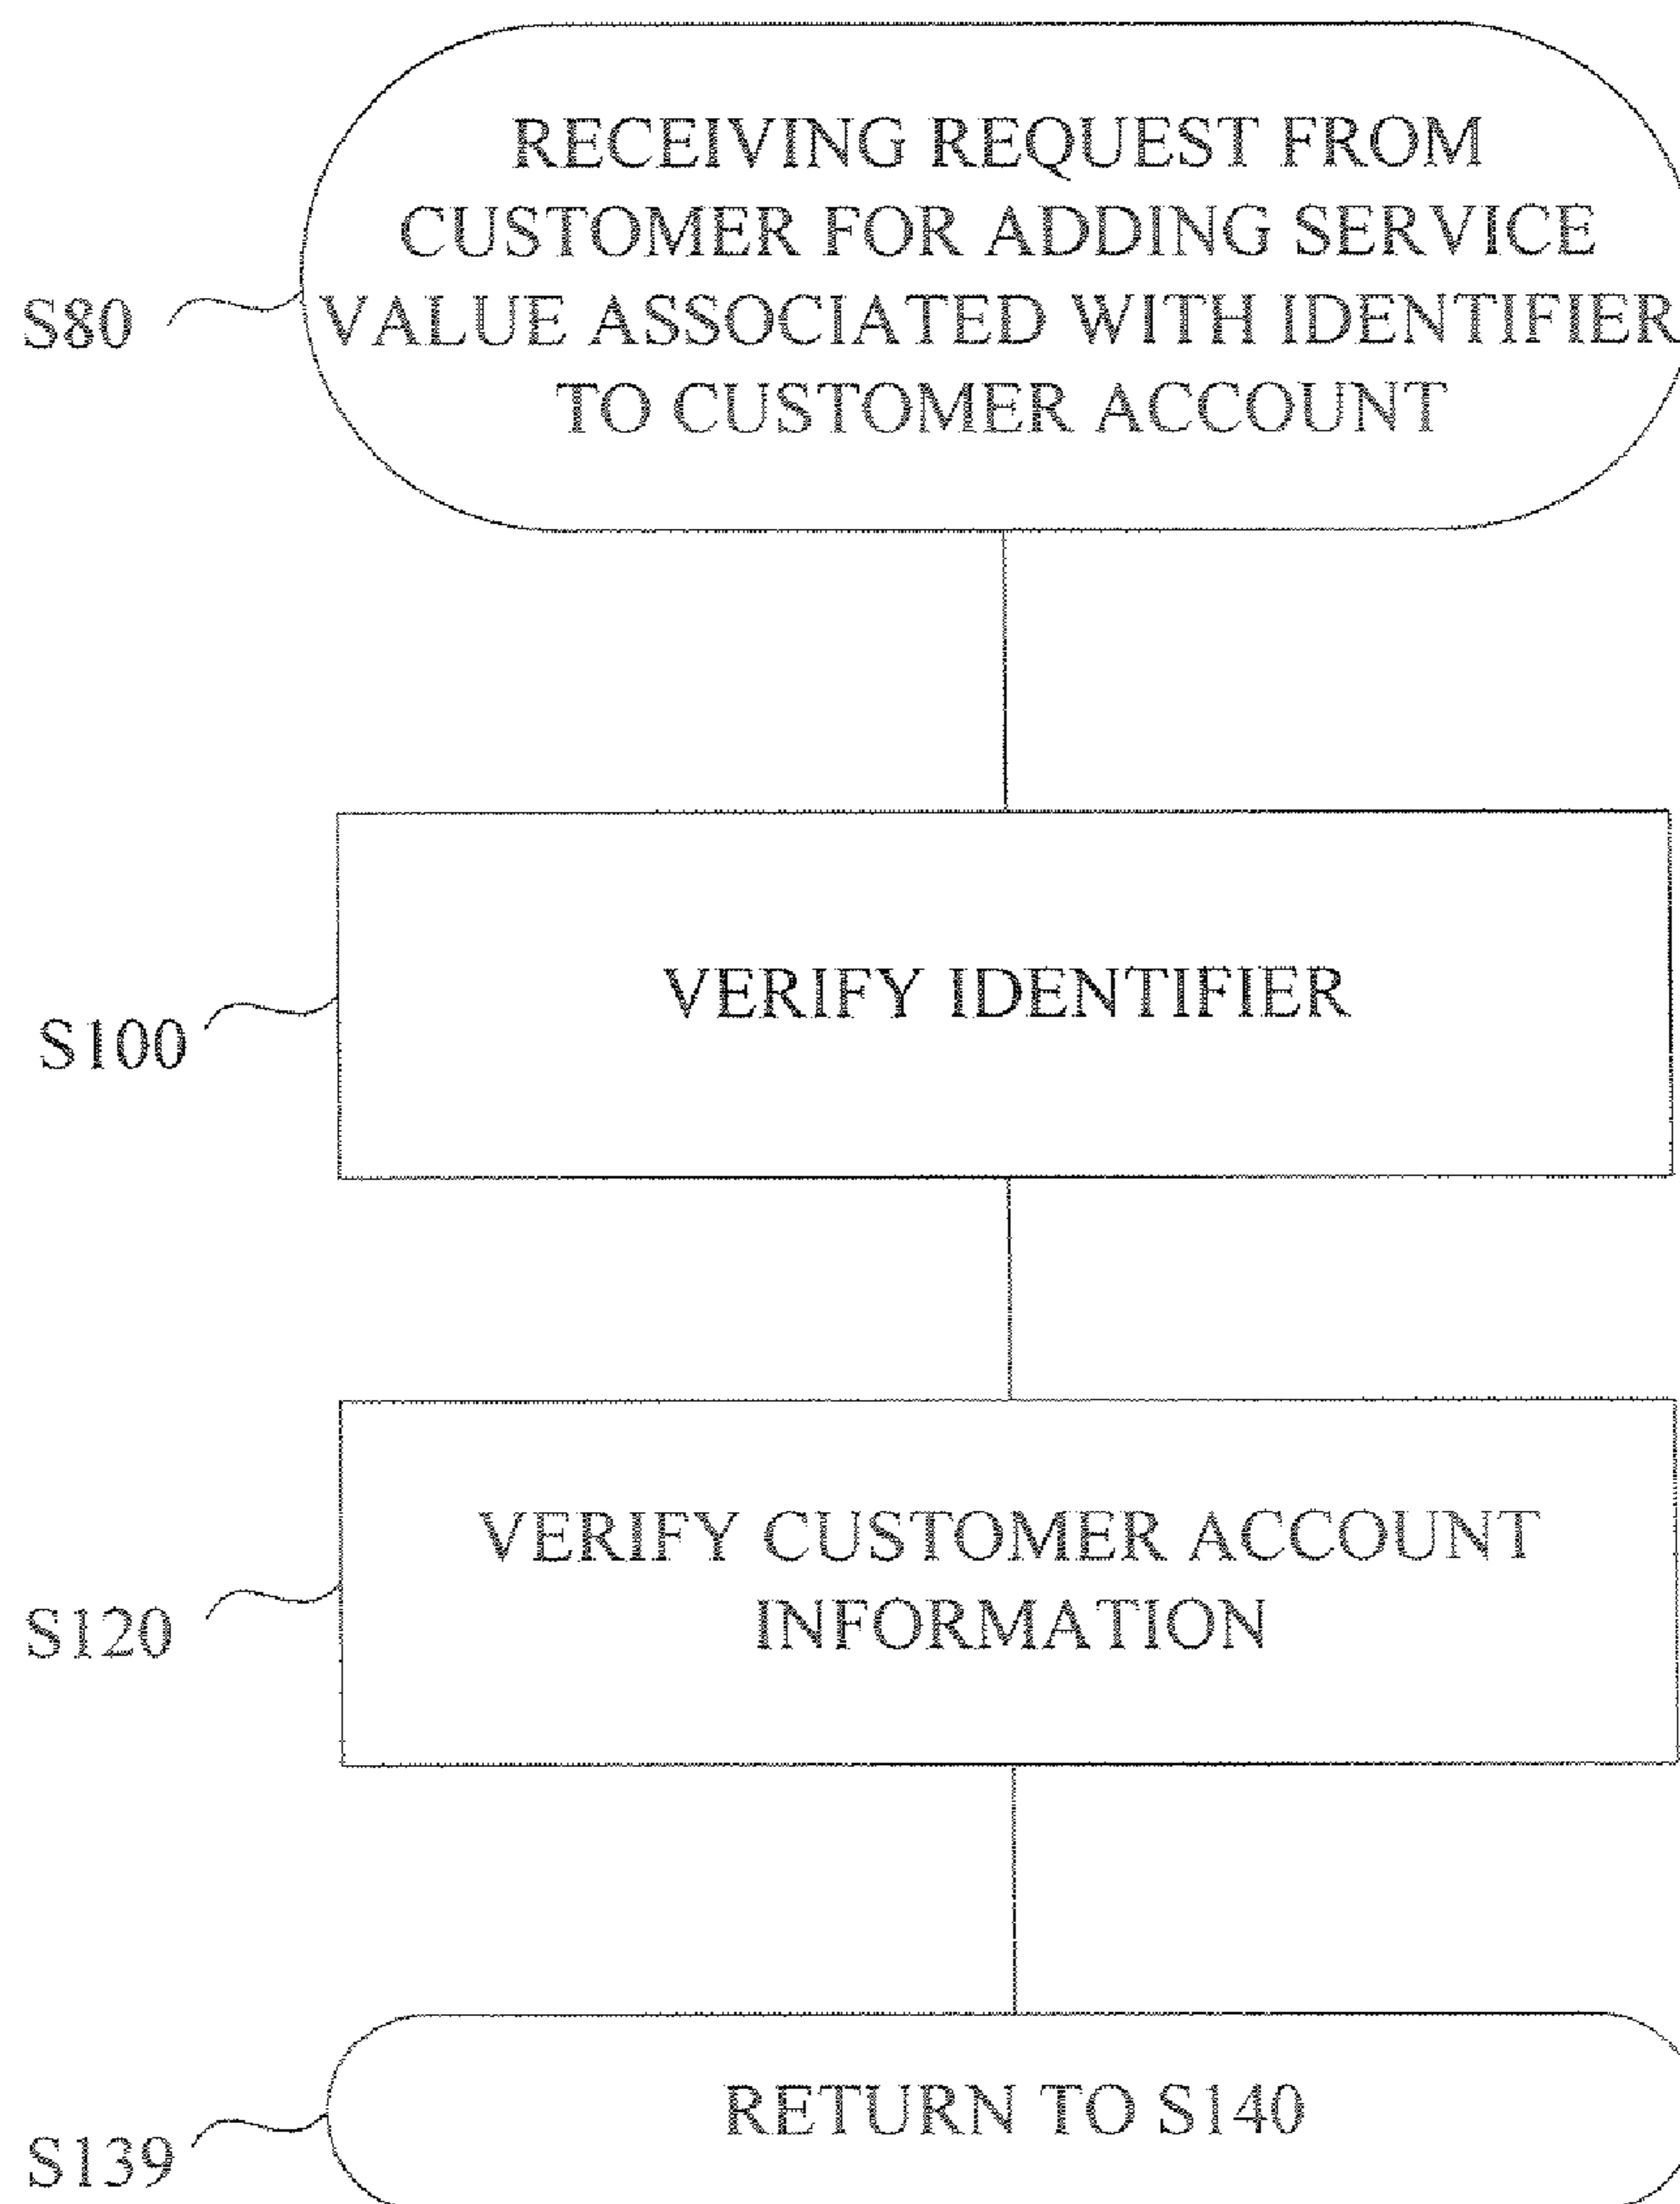 RECEIVING REQUEST FROM
CUSTOMER FOR ADDING SERVICE
S80
VALUE ASSOCIATED WITH IDENTIFIER
TO CUSTOMER ACCOUNT
VERIFY IDENTIFIER
S100
VERIFY CUSTOMER ACCOUNT
INFORMATION
S120
RETURN TO S140
S139